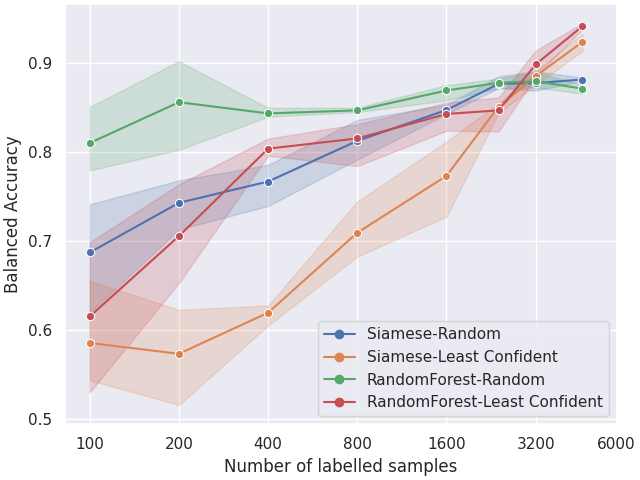 Balanced Accuracy
0.9
0.8
0.7
0.6
0.5
Siamese-Random
Siamese-Least Confident
RandomForest-Random
RandomForest-Least Confident
100
200
400
800
1600
3200
6000
Number of labelled samples